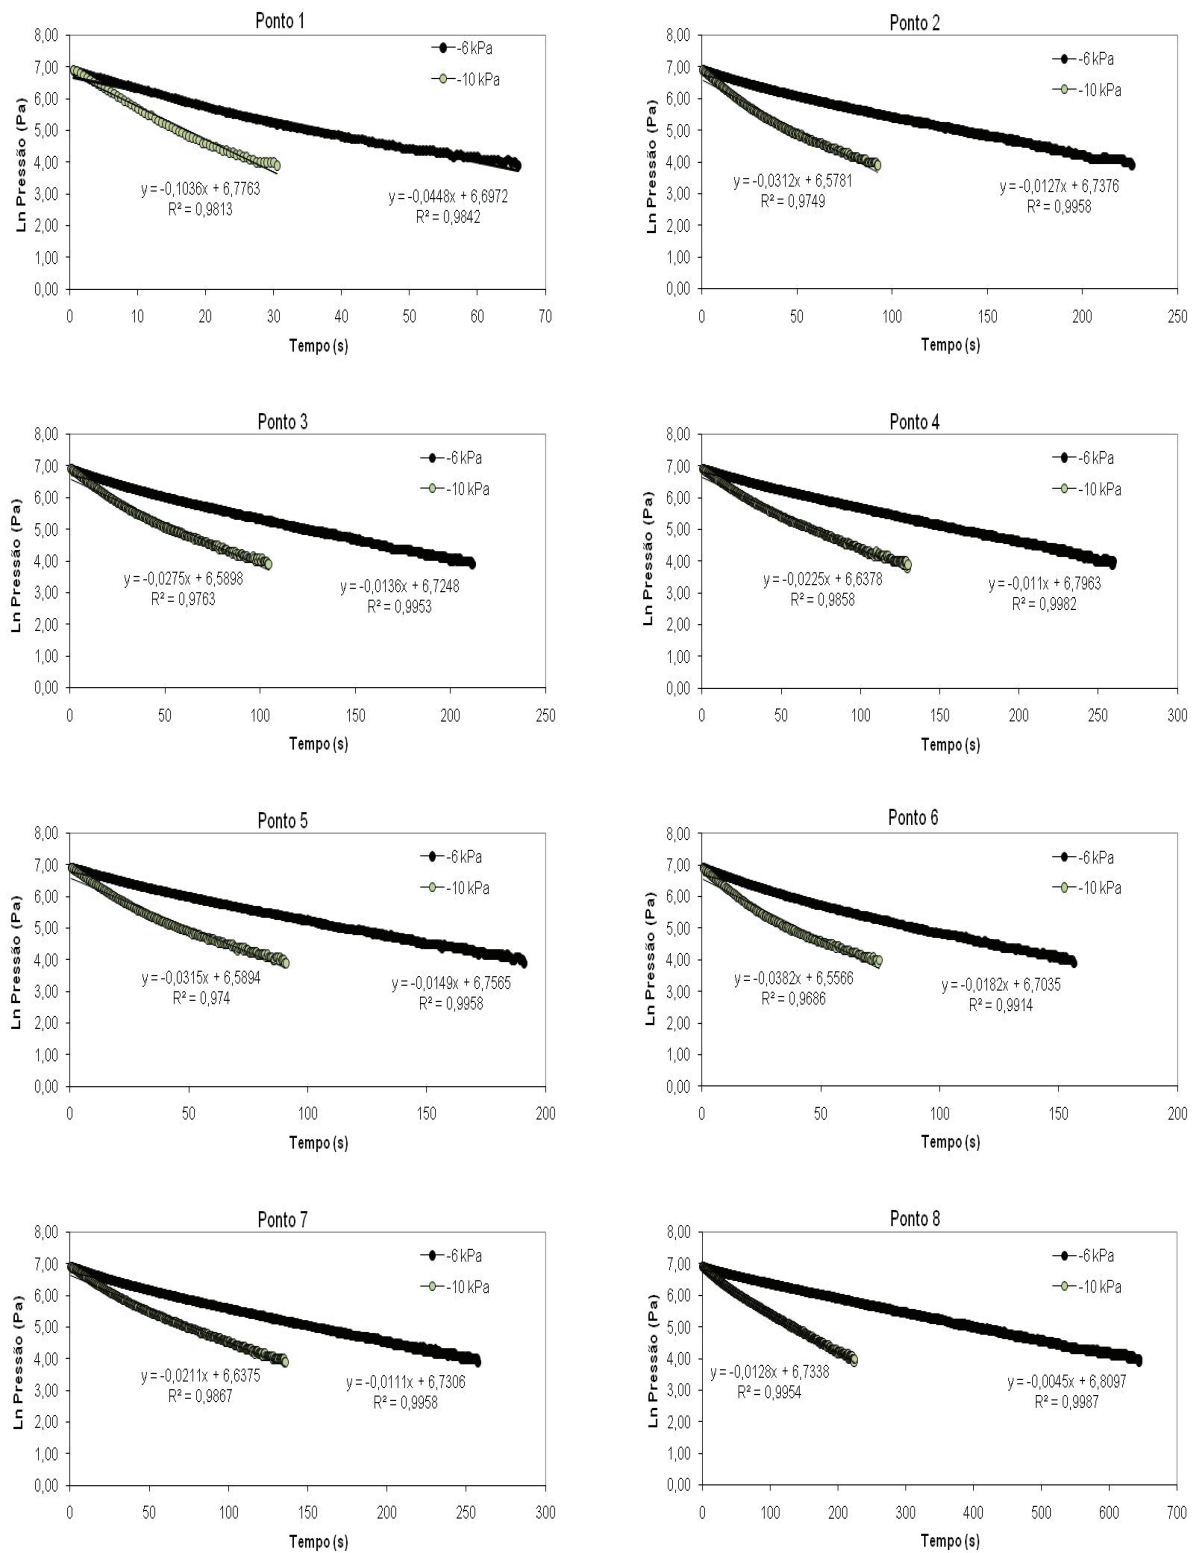 Ponto 1
8,00
7,00
6,00
5,00
4,00
3,00
2,00
1,00
0,00
Ln Pressão (Pa)
-6 kPa
-10 kPa
y = -0,1036x + 6,7763
R² = 0,9813
y = -0,0448x + 6,6972
R² = 0,9842
0 10 20 30 40 50 60 70
Tempo (s)
Ponto 2
8,00
7,00
6,00
5,00
4,00
3,00
2,00
1,00
0,00
Ln Pressão (Pa)
-6 kPa
-10 kPa
y = -0,0312x + 6,5781
R² = 0,9749
y = -0,0127x + 6,7376
R² = 0,9958
0 50 100 150 200 250
Tempo (s)
Ponto 3
8,00
7,00
6,00
5,00
4,00
3,00
2,00
1,00
0,00
Ln Pressão (Pa)
-6 kPa
-10 kPa
y = -0,0275x + 6,5898
R² = 0,9763
y = -0,0136x + 6,7248
R² = 0,9953
0 50 100 150 200 250
Tempo (s)
Ponto 4
8,00
7,00
6,00
5,00
4,00
3,00
2,00
1,00
0,00
Ln Pressão (Pa)
-6 kPa
-10 kPa
y = -0,0225x + 6,6378
R² = 0,9858
y = -0,011x + 6,7963
R² = 0,9982
0 50 100 150 200 250 300
Tempo (s)
Ponto 5
8,00
7,00
6,00
5,00
4,00
3,00
2,00
1,00
0,00
Ln Pressão (Pa)
-6 kPa
-10 kPa
y = -0,0315x + 6,5894
R² = 0,974
y = -0,0149x + 6,7565
R² = 0,9958
0 50 100 150 200
Tempo (s)
Ponto 6
8,00
7,00
6,00
5,00
4,00
3,00
2,00
1,00
0,00
Ln Pressão (Pa)
-6 kPa
-10 kPa
y = -0,0382x + 6,5566
R² = 0,9686
y = -0,0182x + 6,7035
R² = 0,9914
0 50 100 150 200
Tempo (s)
Ponto 7
8,00
7,00
6,00
5,00
4,00
3,00
2,00
1,00
0,00
Ln Pressão (Pa)
-6 kPa
-10 kPa
y = -0,0211x + 6,6375
R² = 0,9867
y = -0,0111x + 6,7306
R² = 0,9958
0 50 100 150 200 250 300
Tempo (s)
Ponto 8
8,00
7,00
6,00
5,00
4,00
3,00
2,00
1,00
0,00
Ln Pressão (Pa)
-6 kPa
-10 kPa
y = -0,0128x + 6,7338
R² = 0,9954
y = -0,0045x + 6,8097
R² = 0,9987
0 100 200 300 400 500 600 700
Tempo (s)